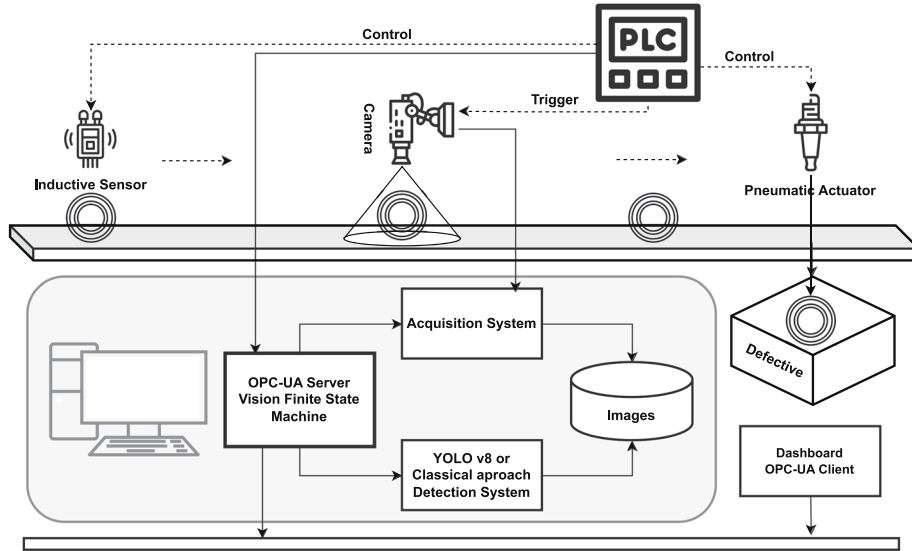 Control
PLC
Control
Trigger
Camera
Inductive Sensor
Pneumatic Actuator
Acquisition System
OPC-UA Server
Vision Finite State
Machine
Images
Defective
YOLO v8 or
Classical aproach
Detection System
Dashboard
OPC-UA Client